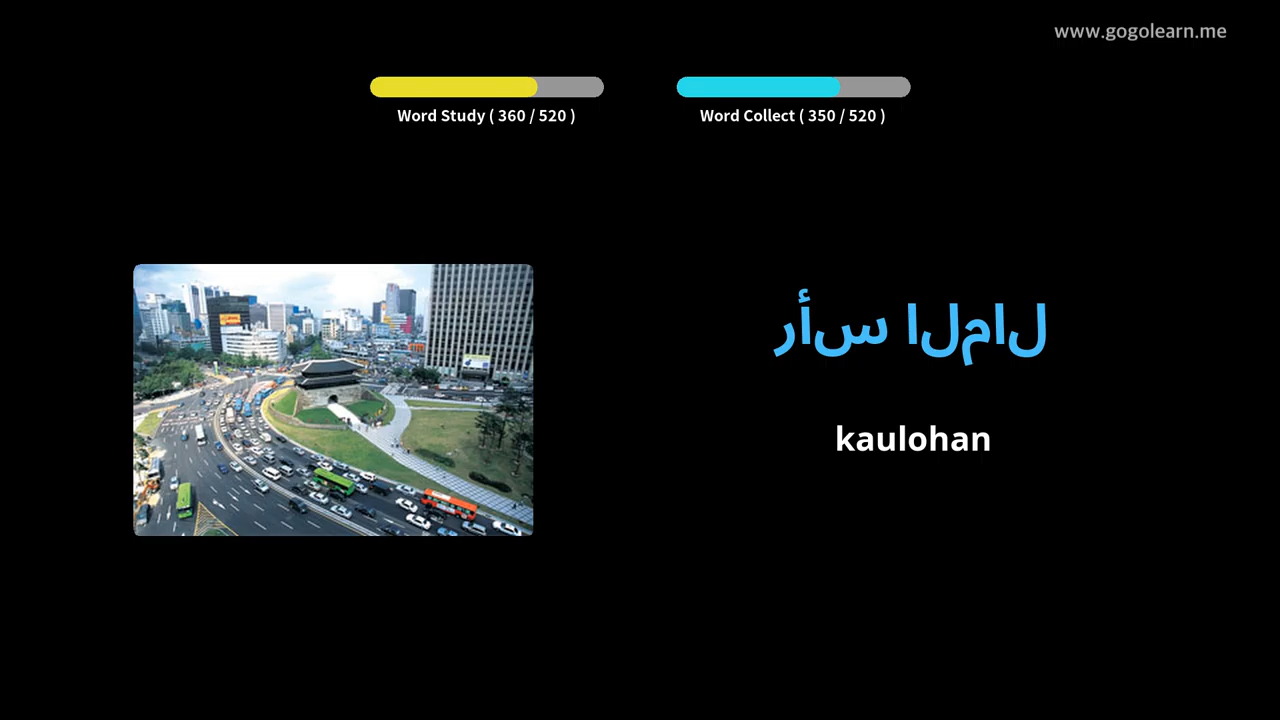 www.gogolearn.me
Word Study ( 360 / 520 )
Word Collect ( 350 / 520 )
رأس المال
kaulohan